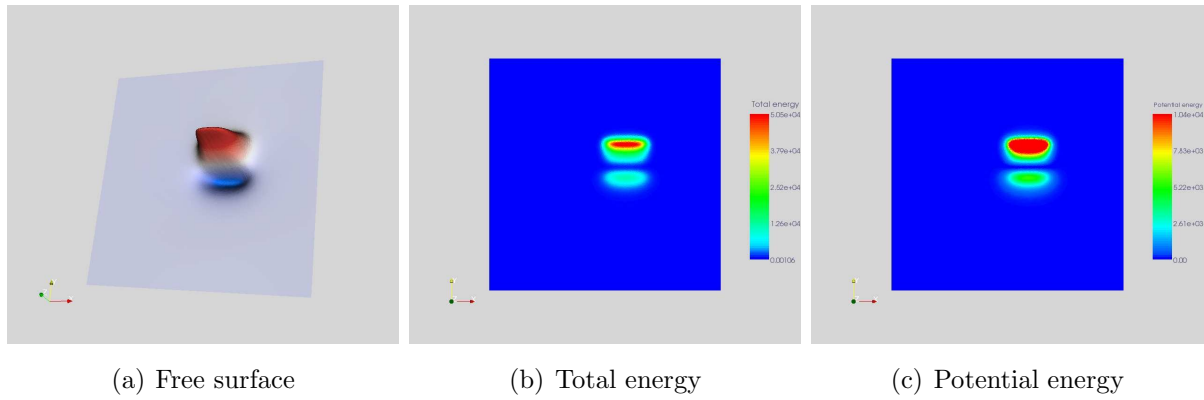 Total energy
5.05e+04
3.79e+04
2.52e+04
1.26e+04
0.00106
Potential energy
1.04e+04
7.83e+03
5.22e+03
2.61e+03
0.00
(a) Free surface
(b) Total energy
(c) Potential energy